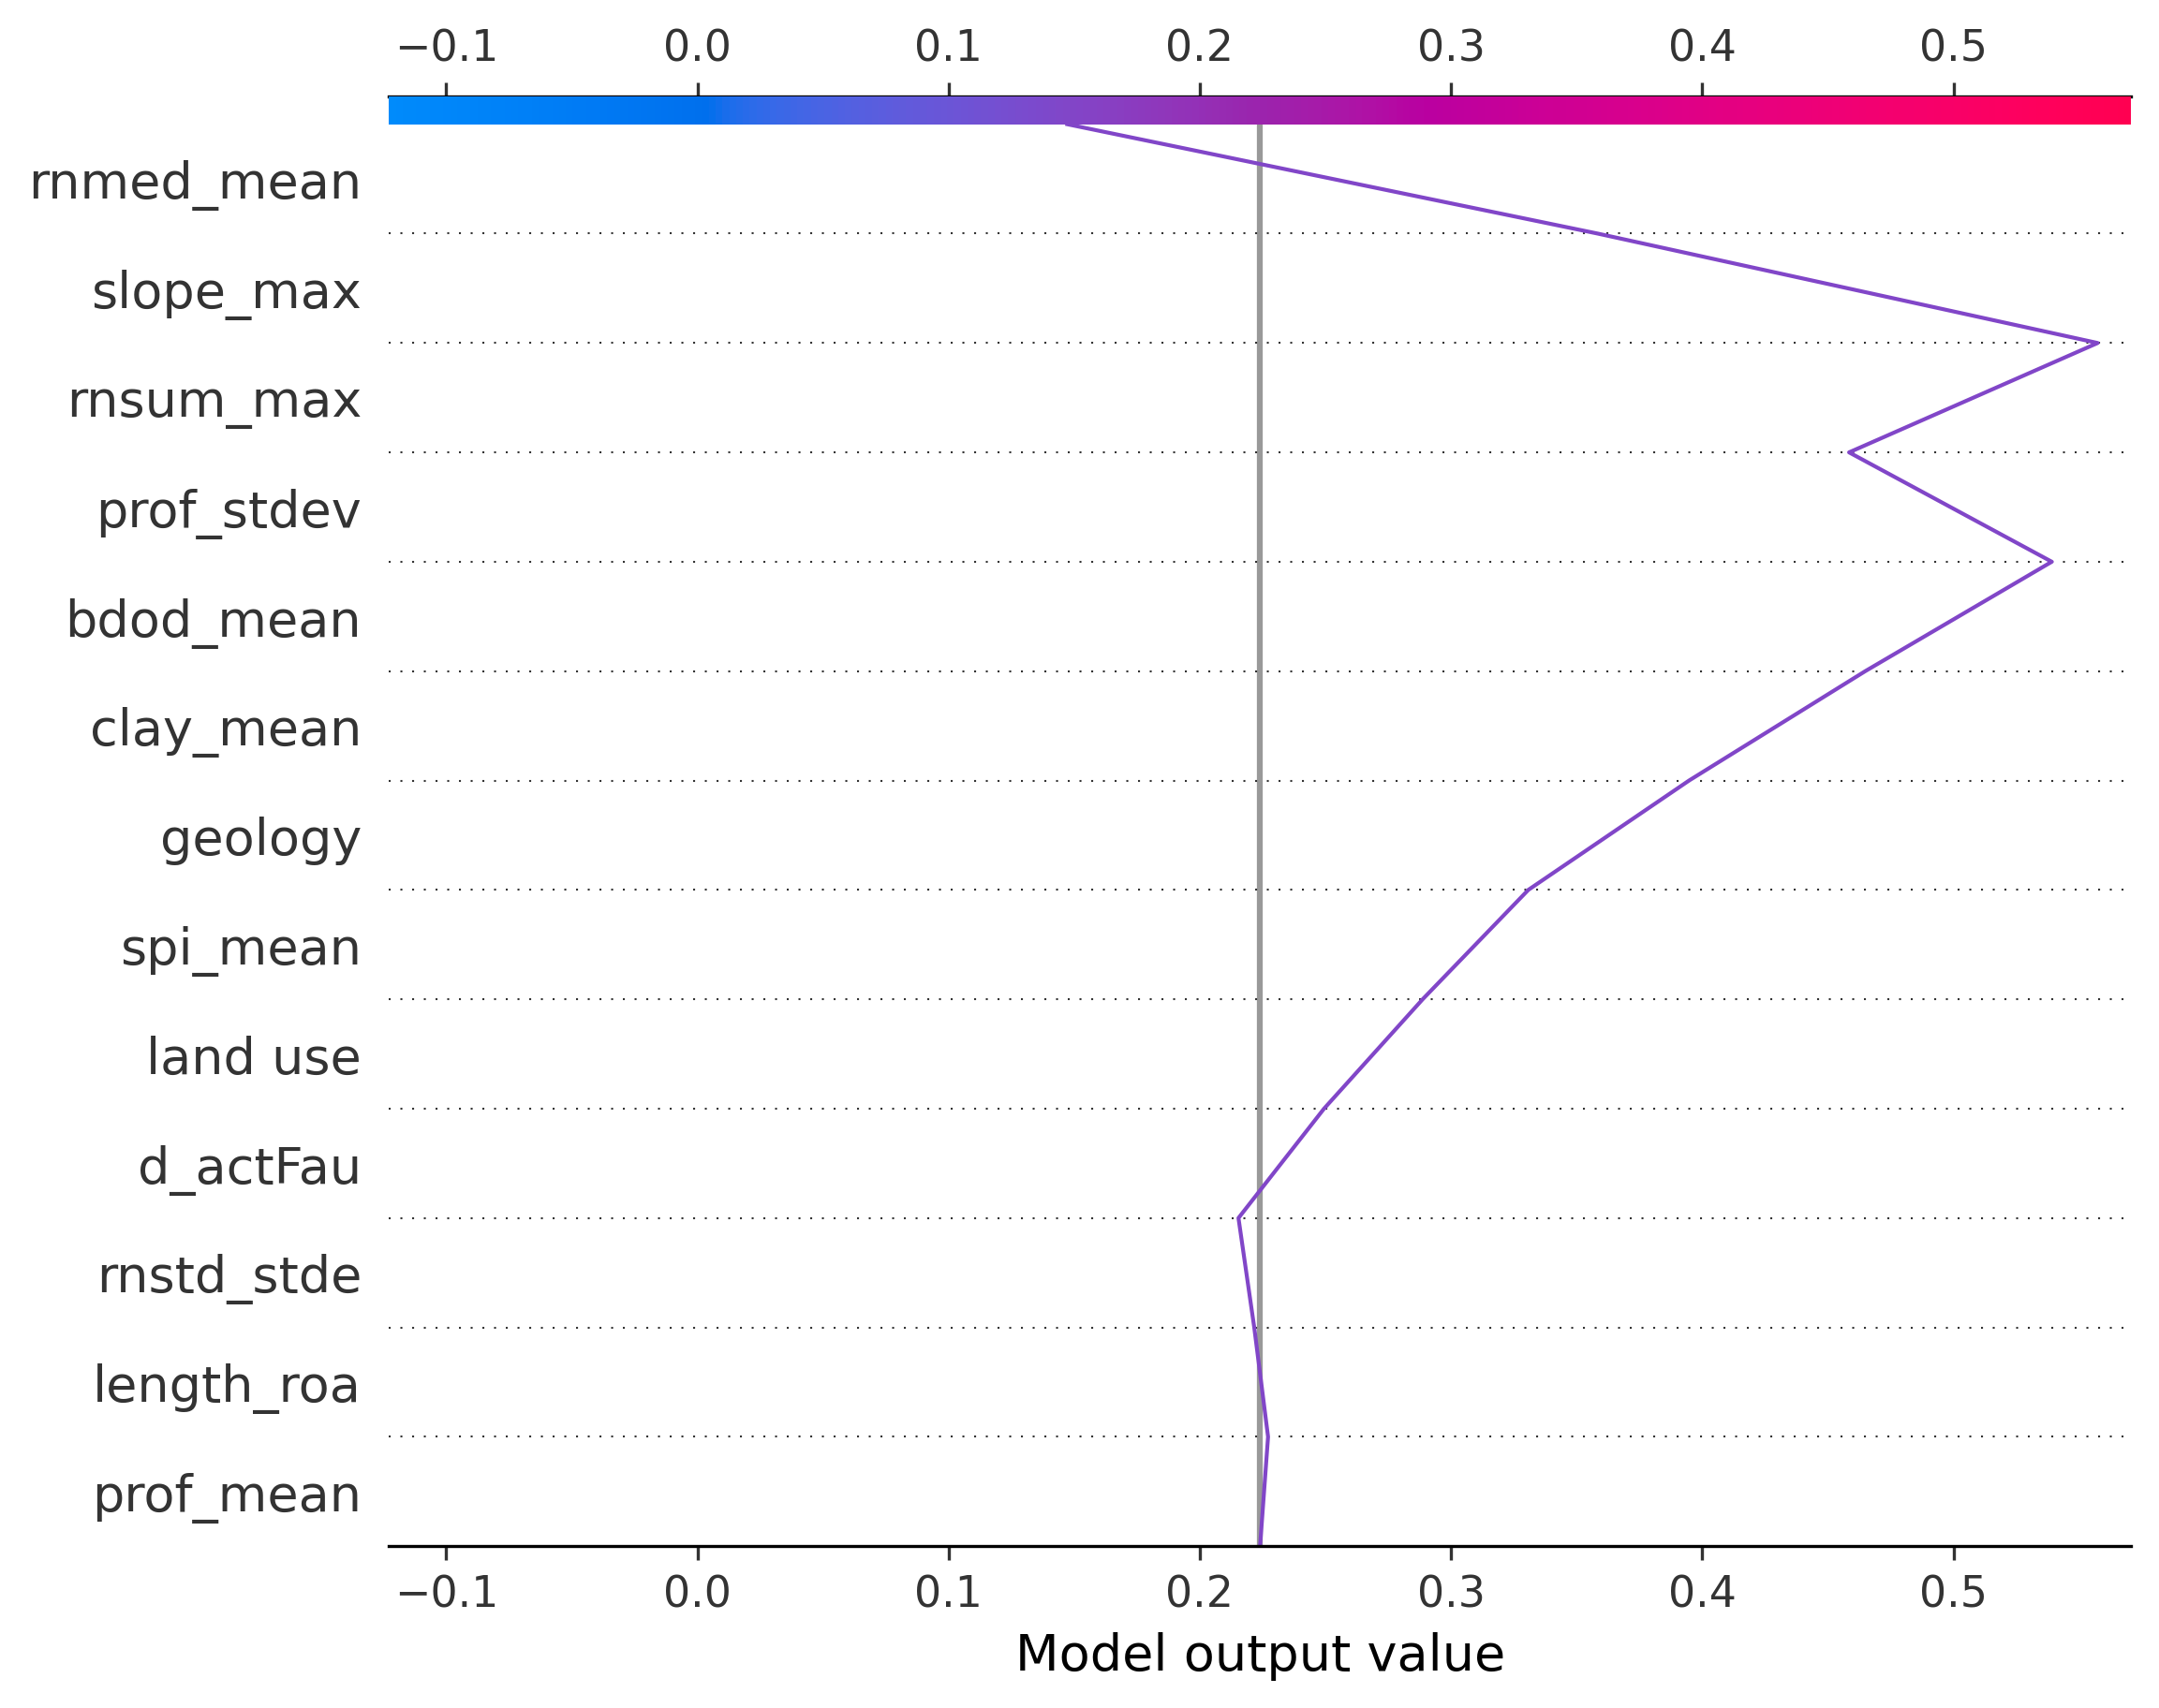 −0.1 0.0 0.1 0.2 0.3 0.4 0.5
rnmed_mean
slope_max
rnsum_max
prof_stdev
bdod_mean
clay_mean
geology
spi_mean
land use
d_actFau
rnstd_stde
length_roa
prof_mean
−0.1 0.0 0.1 0.2 0.3 0.4 0.5
Model output value